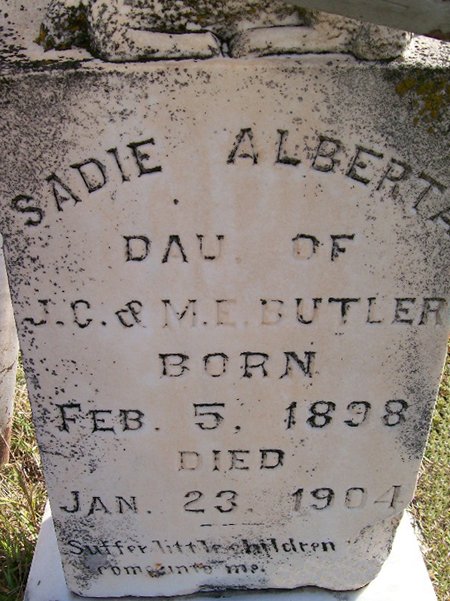 SADIE ALBERTA
DAU. OF
J.C. & M.E. BUTLER
BORN
FEB. 5, 1898
DIED
JAN. 23, 1904
Suffer little children
come unto me.